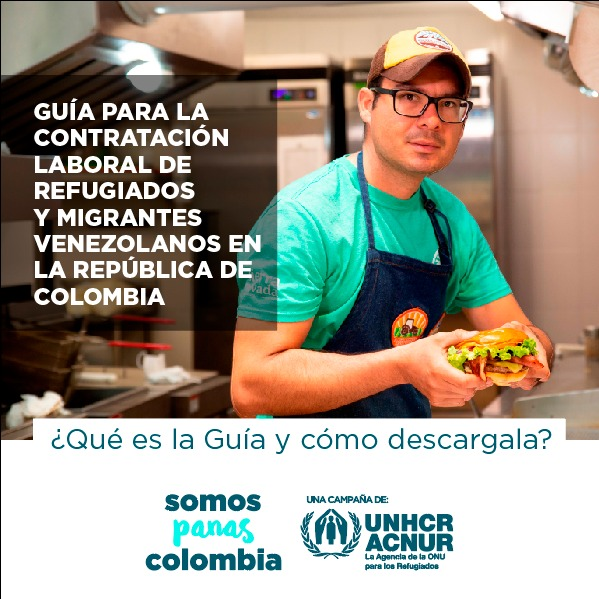 GUÍA PARA LA
CONTRATACIÓN
LABORAL DE
REFUGIADOS
Y MIGRANTES
VENEZOLANOS EN
LA REPÚBLICA DE
COLOMBIA
¿Qué es la Guía y cómo descargala?
somos
panas
colombia
UNA CAMPAÑA DE:
UNHCR
ACNUR
La Agencia de la ONU
para los Refugiados